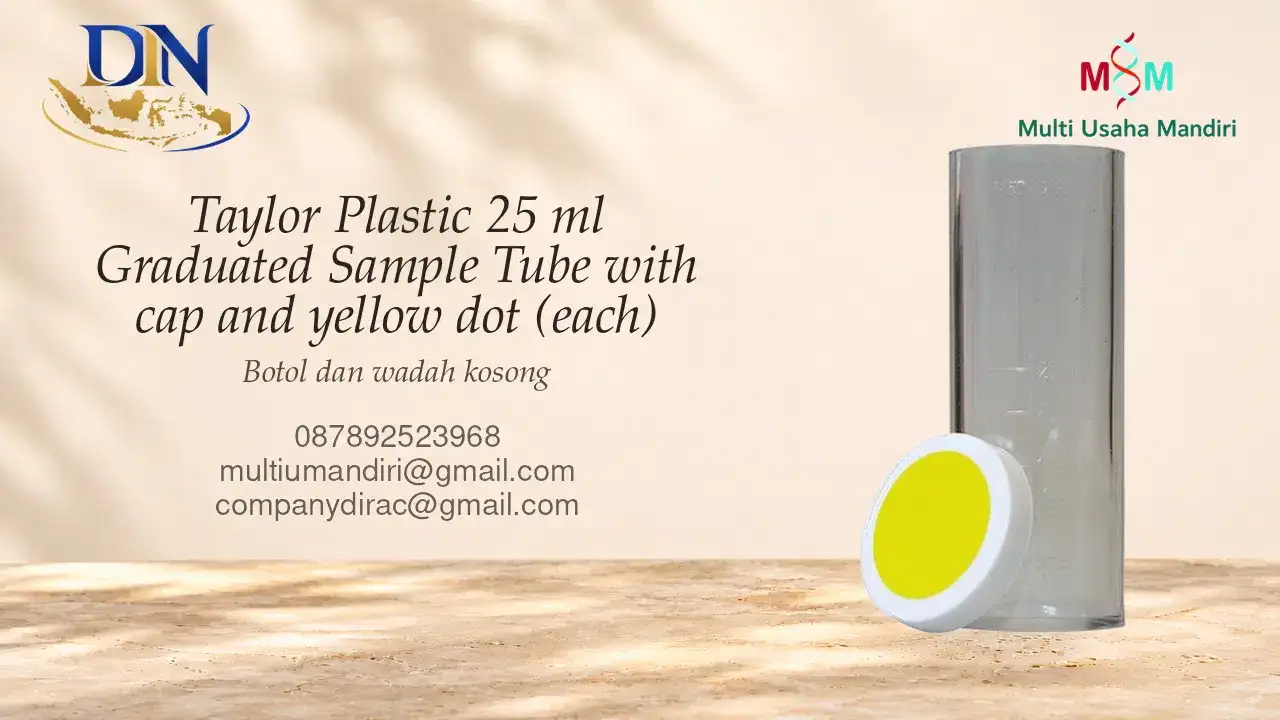 DIN
MSM
Multi Usaha Mandiri
Taylor Plastic 25 ml
Graduated Sample Tube with
cap and yellow dot (each)
Botol dan wadah kosong
087892523968
multiumandiri@gmail.com
companydirac@gmail.com